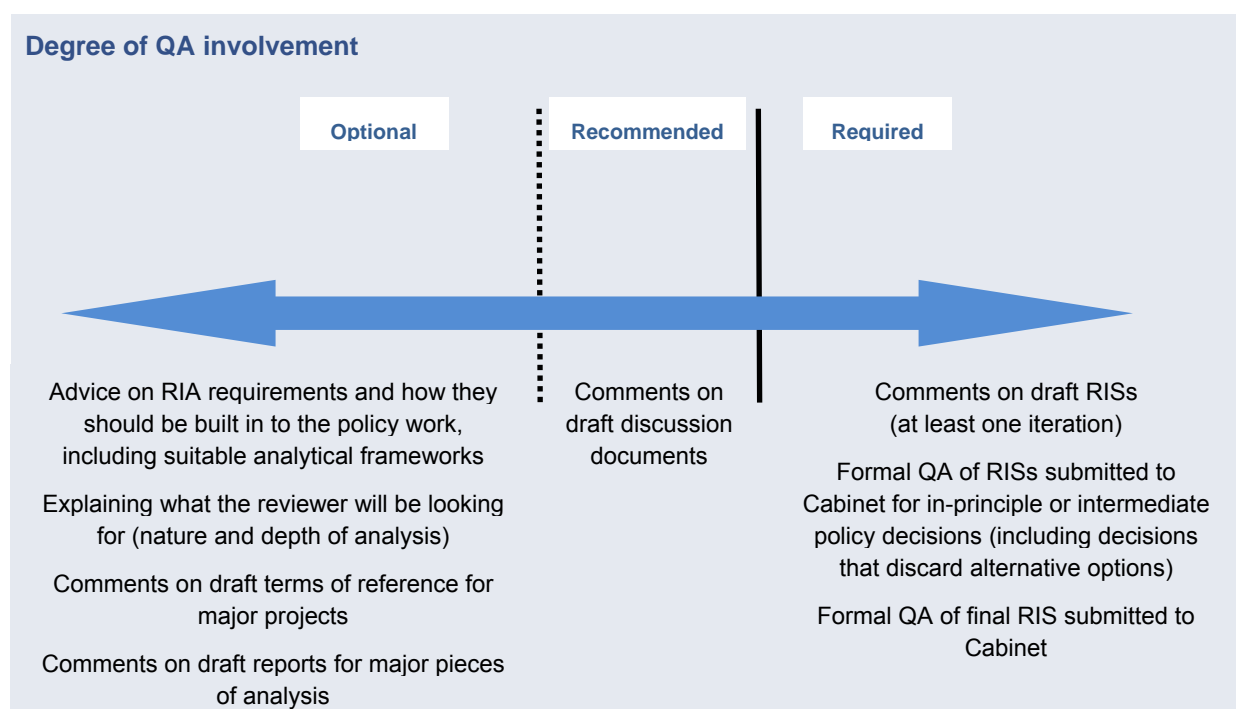 Degree of QA involvement
Optional
Recommended
Required
Advice on RIA requirements and how they
should be built in to the policy work,
including suitable analytical frameworks
Explaining what the reviewer will be looking
for (nature and depth of analysis)
Comments on draft terms of reference for
major projects
Comments on draft reports for major pieces
of analysis
Comments on
draft discussion
documents
Comments on draft RISs
(at least one iteration)
Formal QA of RISs submitted to
Cabinet for in-principle or intermediate
policy decisions (including decisions
that discard alternative options)
Formal QA of final RIS submitted to
Cabinet